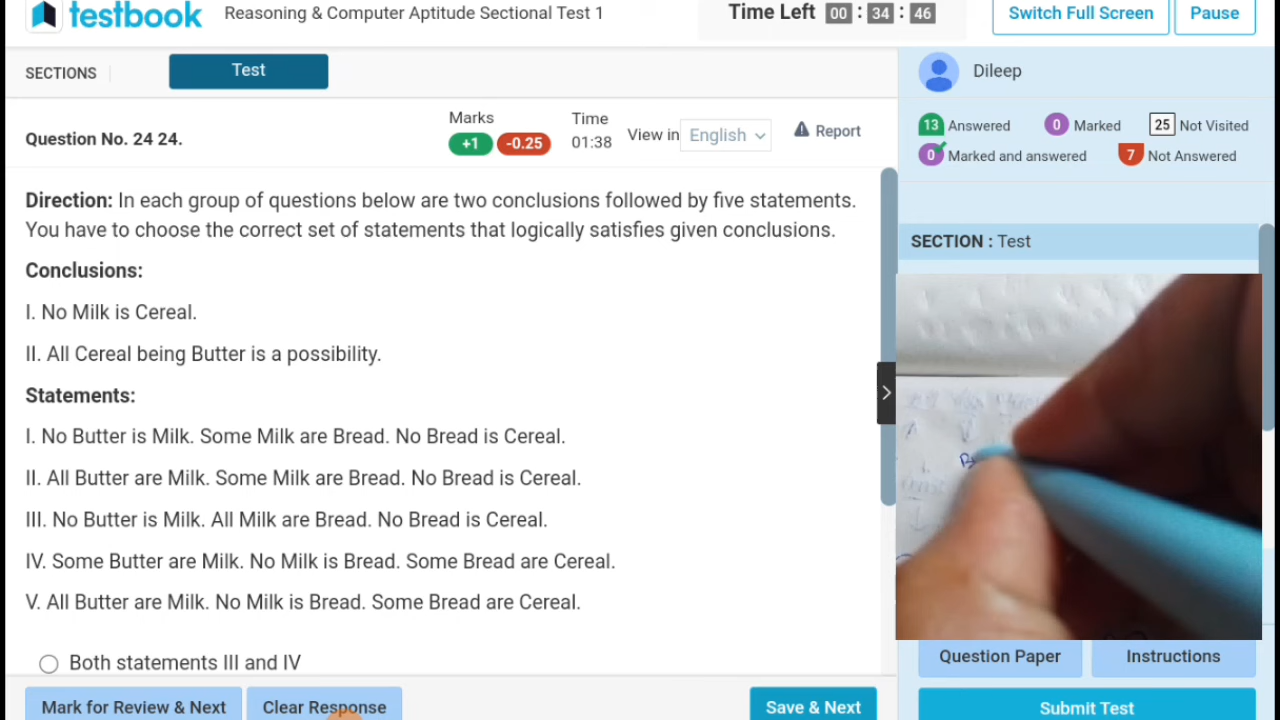 testbook
Reasoning & Computer Aptitude Sectional Test 1
Time Left 00 : 34 : 46
Switch Full Screen
Pause
SECTIONS
Test
Dileep
Question No. 24 24.
Marks
+1 -0.25
Time
01:38
View in English
Report
13 Answered
0 Marked
25 Not Visited
0 Marked and answered
7 Not Answered
SECTION : Test
Direction: In each group of questions below are two conclusions followed by five statements.
You have to choose the correct set of statements that logically satisfies given conclusions.
Conclusions:
I. No Milk is Cereal.
II. All Cereal being Butter is a possibility.
Statements:
I. No Butter is Milk. Some Milk are Bread. No Bread is Cereal.
II. All Butter are Milk. Some Milk are Bread. No Bread is Cereal.
III. No Butter is Milk. All Milk are Bread. No Bread is Cereal.
IV. Some Butter are Milk. No Milk is Bread. Some Bread are Cereal.
V. All Butter are Milk. No Milk is Bread. Some Bread are Cereal.
Both statements III and IV
Mark for Review & Next
Clear Response
Save & Next
Question Paper
Instructions
Submit Test